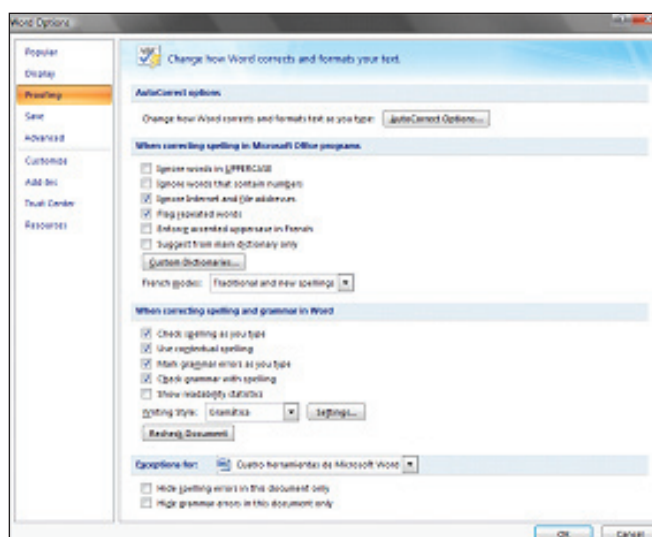 Word Options
Popular
Display
Proofing
Save
Advanced
Customize
Add-Ins
Trust Center
Resources
Change how Word corrects and formats your text.
AutoCorrect options
Change how Word corrects and formats text as you type:
AutoCorrect Options...
When correcting spelling in Microsoft Office programs
Ignore words in UPPERCASE
Ignore words that contain numbers
Ignore Internet and file addresses
Flag repeated words
Enforce accented uppercase in French
Suggest from main dictionary only
Custom Dictionaries...
French modes: Traditional and new spellings
When correcting spelling and grammar in Word
Check spelling as you type
Use contextual spelling
Mark grammar errors as you type
Check grammar with spelling
Show readability statistics
Writing Style: Gramática Settings...
Recheck Document
Exceptions for: Cuatro herramientas de Microsoft Word
Hide spelling errors in this document only
Hide grammar errors in this document only
OK Cancel